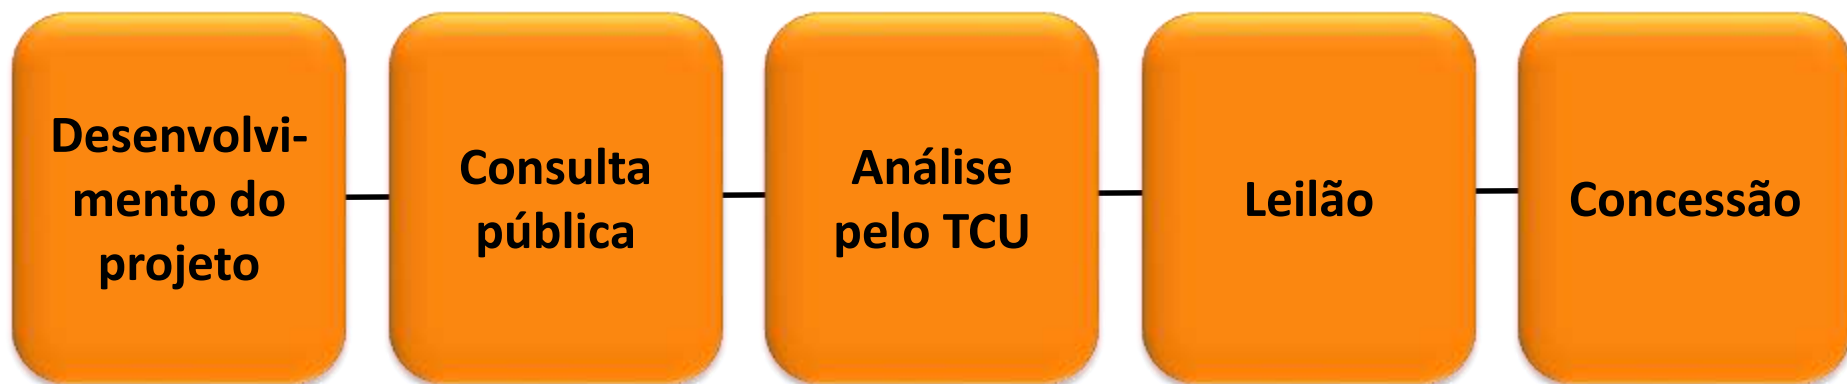 Desenvolvi-
mento do
projeto
Consulta
pública
Análise
pelo TCU
Leilão
Concessão